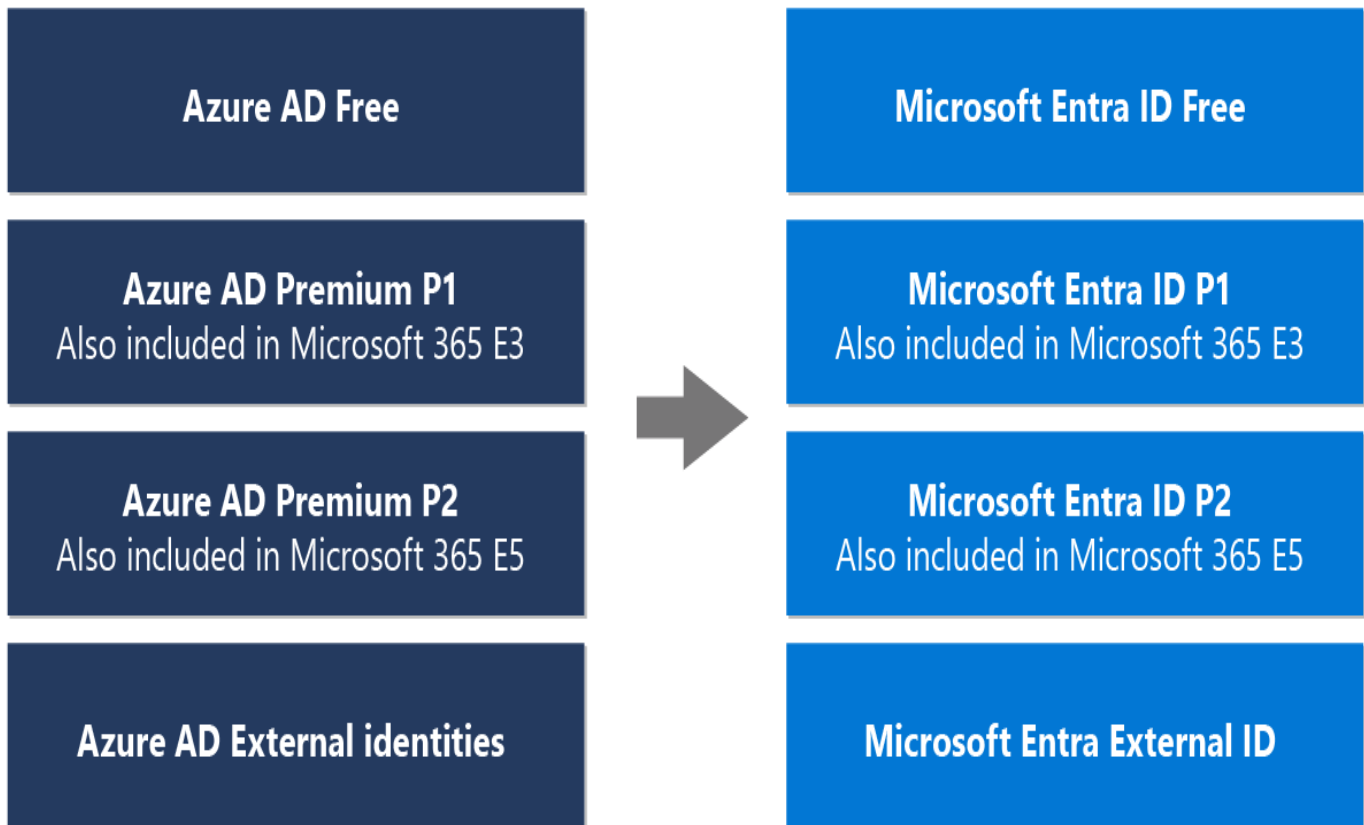 Azure AD Free
Microsoft Entra ID Free
Azure AD Premium P1
Also included in Microsoft 365 E3
Microsoft Entra ID P1
Also included in Microsoft 365 E3
Azure AD Premium P2
Also included in Microsoft 365 E5
Microsoft Entra ID P2
Also included in Microsoft 365 E5
Azure AD External identities
Microsoft Entra External ID